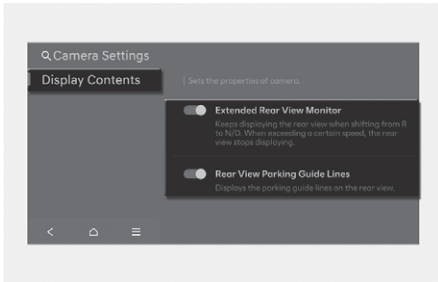 Camera Settings
Display Contents
Sets the properties of camera.
Extended Rear View Monitor
Keeps displaying the rear view when shifting from R
to N/D. When exceeding a certain speed, the rear
view stops displaying.
Rear View Parking Guide Lines
Displays the parking guide lines on the rear view.